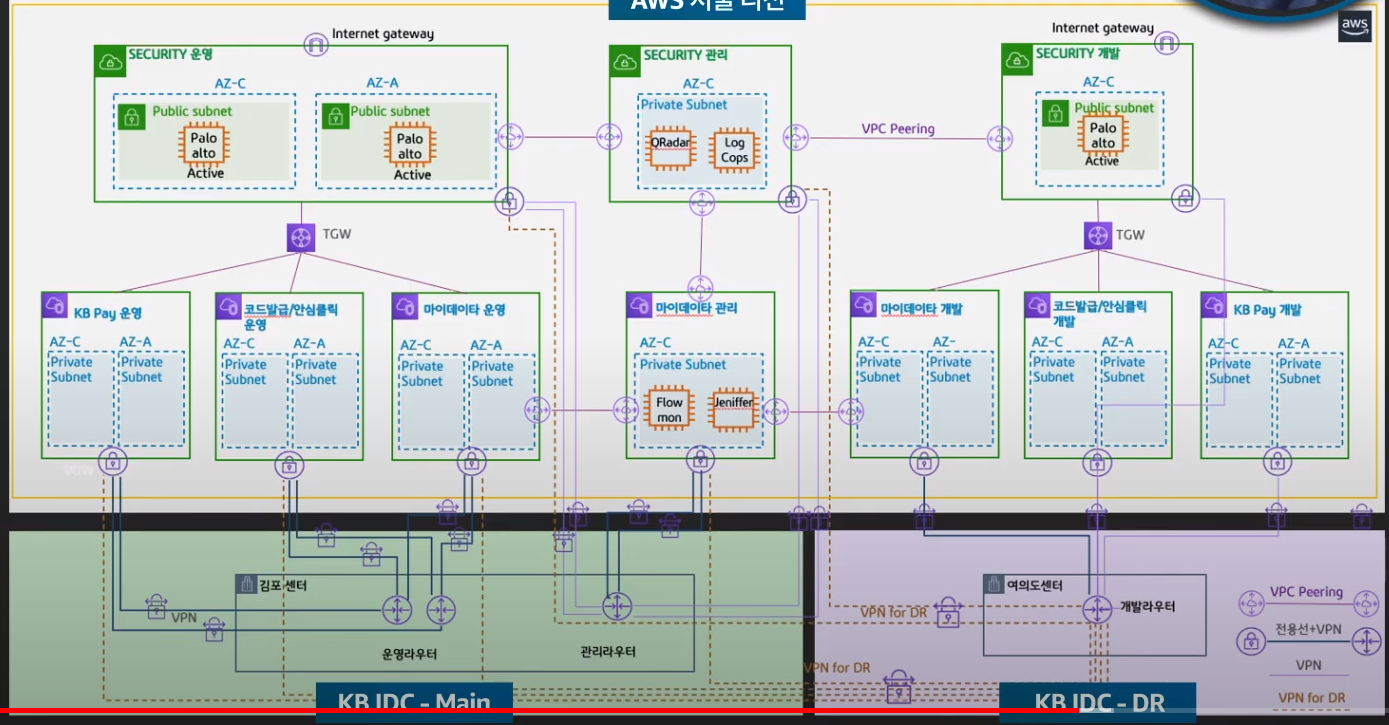 AWS 서울 리전
aws
Internet gateway
SECURITY 운영
AZ-C
AZ-A
Public subnet
Public subnet
Palo
alto
Active
Palo
alto
Active
SECURITY 관리
AZ-C
Private Subnet
QRadar
Log
Cops
VPC Peering
Internet gateway
SECURITY 개발
AZ-C
Public subnet
Palo
alto
Active
TGW
TGW
KB Pay 운영
AZ-C
AZ-A
Private
Subnet
Private
Subnet
코드발급/안심클릭
운영
AZ-C
AZ-A
Private
Subnet
Private
Subnet
마이데이타 운영
AZ-C
AZ-A
Private
Subnet
Private
Subnet
마이데이타 관리
AZ-C
Private Subnet
Flow
mon
Jeniffer
마이데이타 개발
AZ-C
AZ-
Private
Subnet
Private
Subnet
코드발급/안심클릭
개발
AZ-C
AZ-A
Private
Subnet
Private
Subnet
KB Pay 개발
AZ-C
AZ-A
Private
Subnet
Private
Subnet
VGW
김포 센터
VPN
운영라우터
관리라우터
KB IDC - Main
여의도센터
개발라우터
VPN for DR
VPN for DR
KB IDC - DR
VPC Peering
전용선+VPN
VPN
VPN for DR